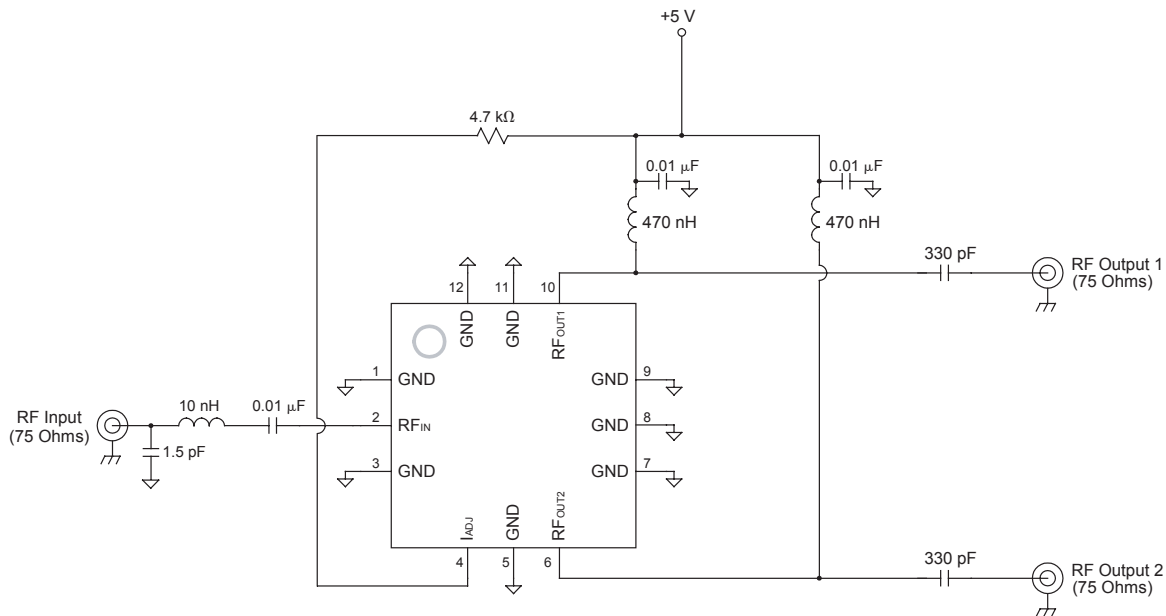 +5 V
4.7 kΩ
0.01 μF
0.01 μF
470 nH
470 nH
330 pF
RF Output 1
(75 Ohms)
12
11
10
GND
GND
RFOUT1
1
GND
GND
9
RF Input
(75 Ohms)
10 nH
0.01 μF
2
RFIN
GND
8
1.5 pF
3
GND
GND
7
IADJ
GND
RFOUT2
4
5
6
330 pF
RF Output 2
(75 Ohms)